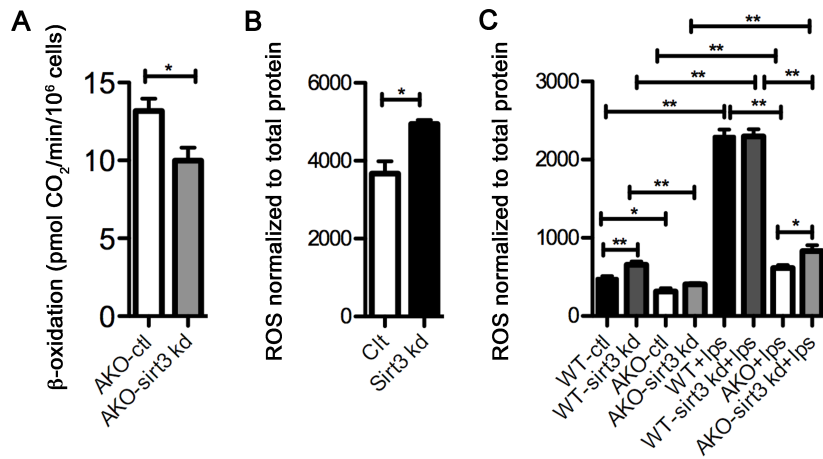 A
β-oxidation (pmol CO2/min/10⁶ cells)
15
10
5
0
*
AKO-ctl
AKO-sirt3 kd
B
ROS normalized to total protein
6000
4000
2000
0
*
Clt
Sirt3 kd
C
ROS normalized to total protein
3000
2000
1000
0
**
**
**
**
**
**
**
*
**
*
WT-ctl
WT-sirt3 kd
AKO-ctl
AKO-sirt3 kd
WT+lps
WT-sirt3 kd+lps
AKO+lps
AKO-sirt3 kd+lps